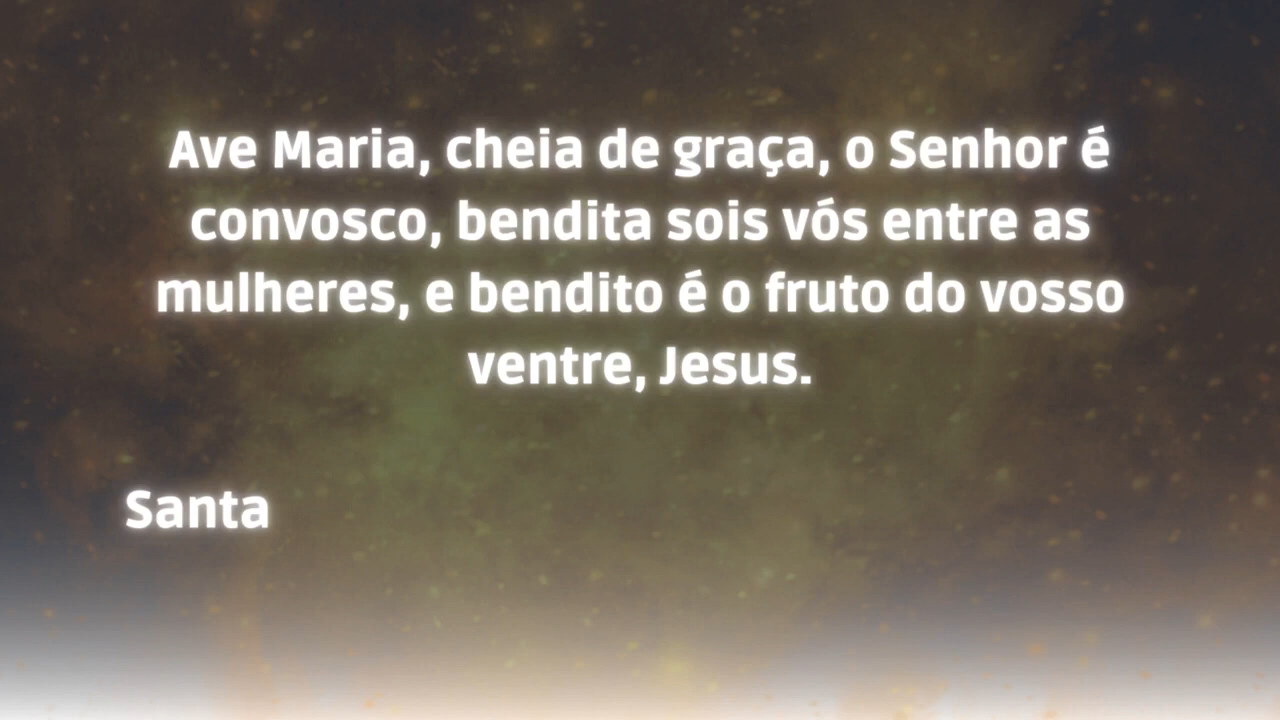 Ave Maria, cheia de graça, o Senhor é
convosco, bendita sois vós entre as
mulheres, e bendito é o fruto do vosso
ventre, Jesus.
Santa